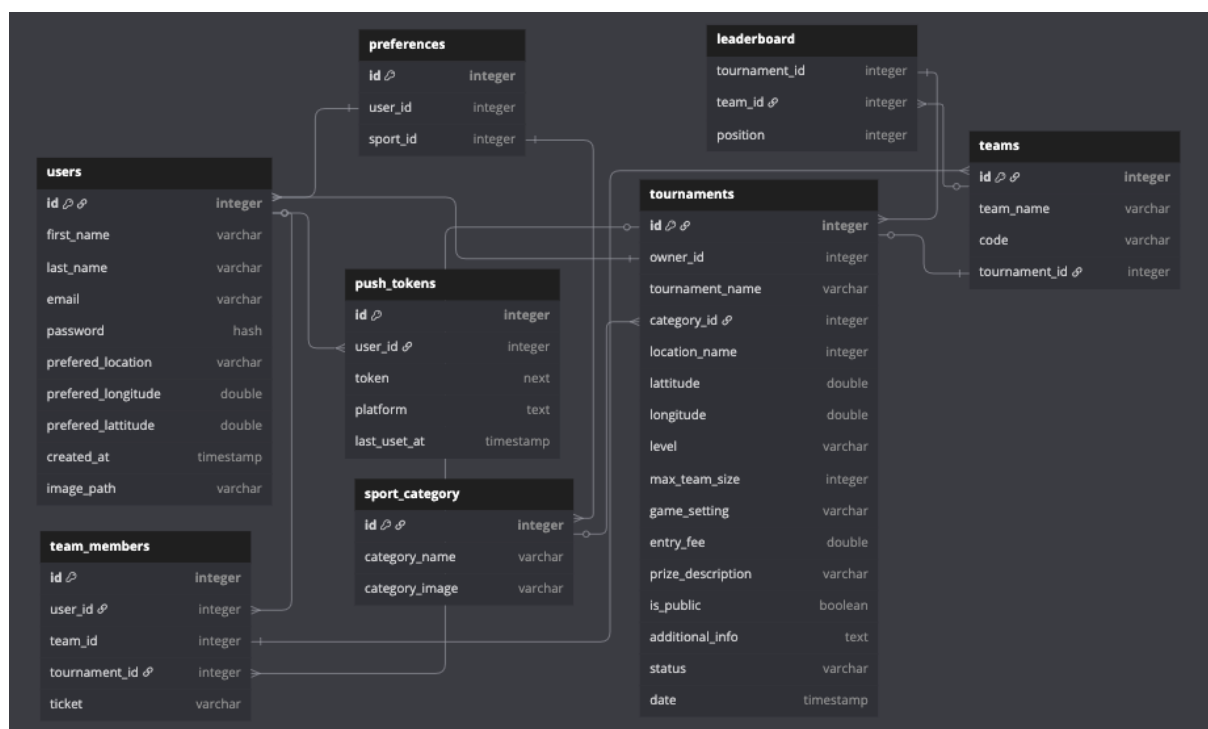 preferences
id integer
user_id integer
sport_id integer
leaderboard
tournament_id integer
team_id integer
position integer
teams
id integer
team_name varchar
code varchar
tournament_id integer
users
id integer
first_name varchar
last_name varchar
email varchar
password hash
prefered_location varchar
prefered_longitude double
prefered_lattitude double
created_at timestamp
image_path varchar
tournaments
id integer
owner_id integer
tournament_name varchar
category_id integer
location_name integer
lattitude double
longitude double
level varchar
max_team_size integer
game_setting varchar
entry_fee double
prize_description varchar
is_public boolean
additional_info text
status varchar
date timestamp
push_tokens
id integer
user_id integer
token next
platform text
last_uset_at timestamp
sport_category
id integer
category_name varchar
category_image varchar
team_members
id integer
user_id integer
team_id integer
tournament_id integer
ticket varchar